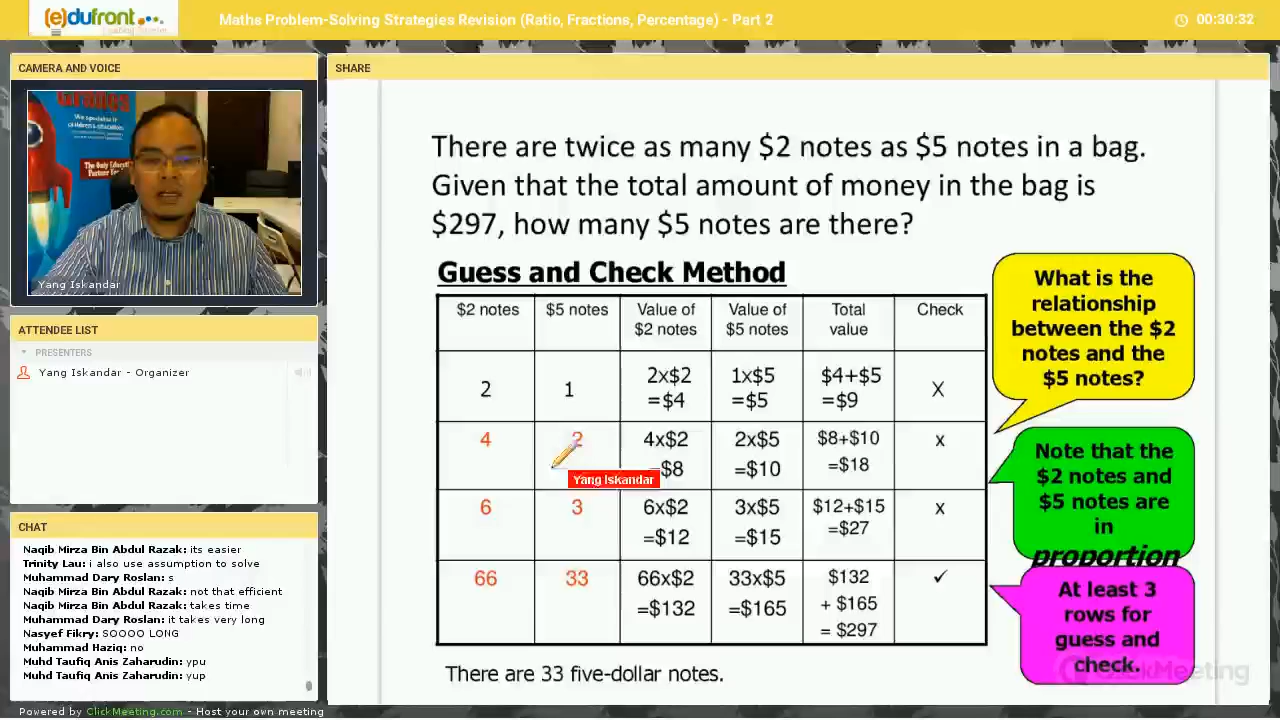 (e)dufront
Maths Problem-Solving Strategies Revision (Ratio, Fractions, Percentage) - Part 2
00:30:32
CAMERA AND VOICE
Yang Iskandar
ATTENDEE LIST
PRESENTERS
Yang Iskandar - Organizer
CHAT
Naqib Mirza Bin Abdul Razak: its easier
Trinity Lau: i also use assumption to solve
Muhammad Dary Roslan: s
Naqib Mirza Bin Abdul Razak: not that efficient
Naqib Mirza Bin Abdul Razak: takes time
Muhammad Dary Roslan: it takes very long
Nasyef Fikry: SOOOO LONG
Muhammad Haziq: no
Muhd Taufiq Anis Zaharudin: ypu
Muhd Taufiq Anis Zaharudin: yup
Powered by ClickMeeting.com - Host your own meeting
SHARE
There are twice as many $2 notes as $5 notes in a bag.
Given that the total amount of money in the bag is
$297, how many $5 notes are there?
Guess and Check Method
$2 notes $5 notes Value of $2 notes Value of $5 notes Total value Check
2 1 2x$2 =$4 1x$5 =$5 $4+$5 =$9 X
4 2 4x$2 =$8 2x$5 =$10 $8+$10 =$18 x
Yang Iskandar
6 3 6x$2 =$12 3x$5 =$15 $12+$15 =$27 x
66 33 66x$2 =$132 33x$5 =$165 $132 + $165 = $297 ✓
There are 33 five-dollar notes.
What is the
relationship
between the $2
notes and the
$5 notes?
Note that the
$2 notes and
$5 notes are
in
proportion
At least 3
rows for
guess and
check.
ClickMeeting